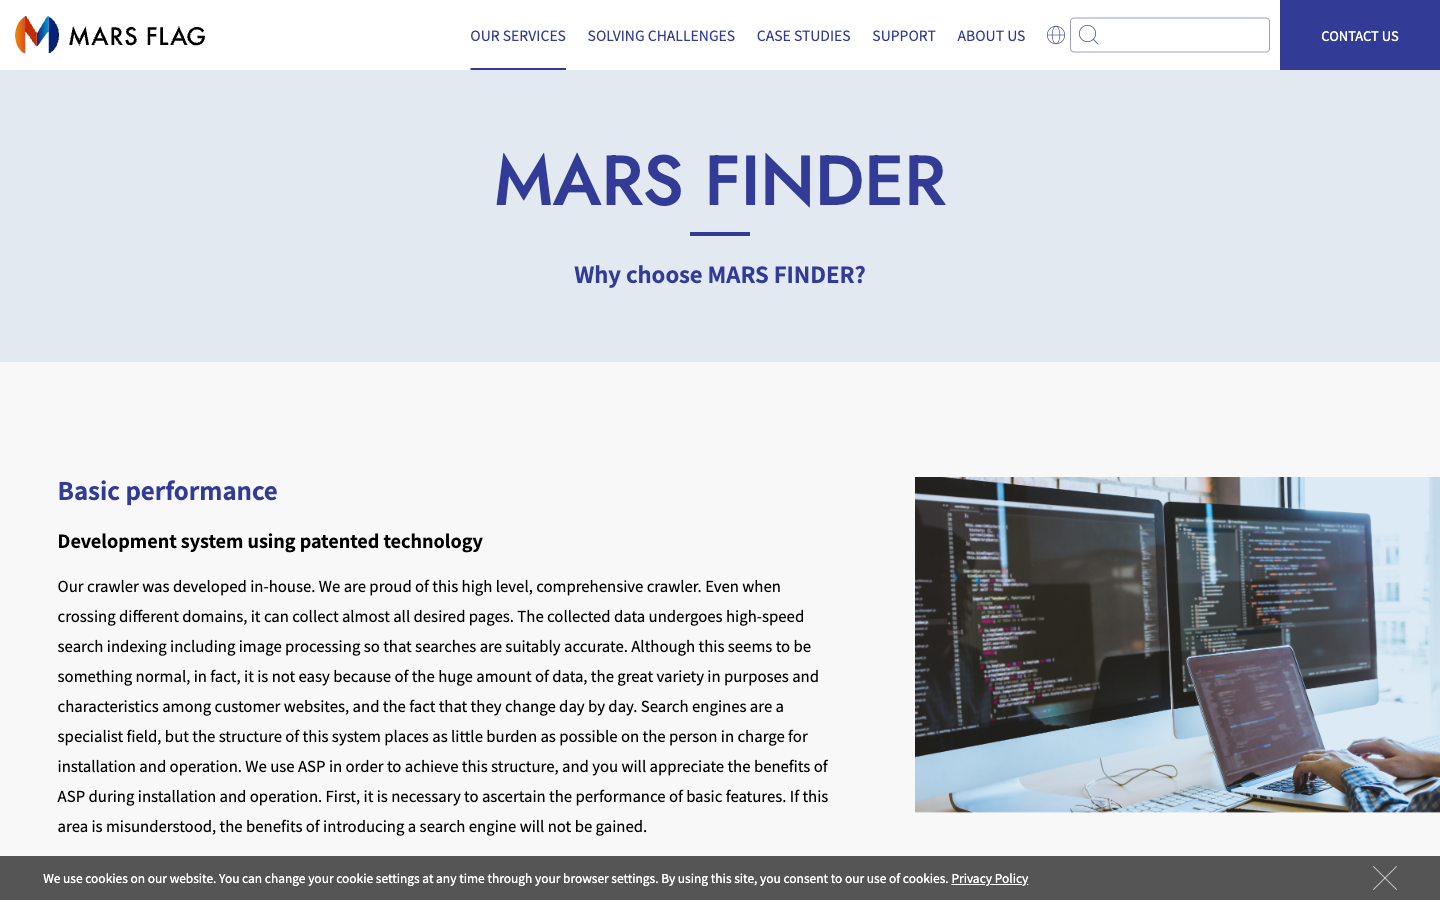 MARS FLAG
OUR SERVICES
SOLVING CHALLENGES
CASE STUDIES
SUPPORT
ABOUT US
CONTACT US
MARS FINDER
Why choose MARS FINDER?
Basic performance
Development system using patented technology
Our crawler was developed in-house. We are proud of this high level, comprehensive crawler. Even when
crossing different domains, it can collect almost all desired pages. The collected data undergoes high-speed
search indexing including image processing so that searches are suitably accurate. Although this seems to be
something normal, in fact, it is not easy because of the huge amount of data, the great variety in purposes and
characteristics among customer websites, and the fact that they change day by day. Search engines are a
specialist field, but the structure of this system places as little burden as possible on the person in charge for
installation and operation. We use ASP in order to achieve this structure, and you will appreciate the benefits of
ASP during installation and operation. First, it is necessary to ascertain the performance of basic features. If this
area is misunderstood, the benefits of introducing a search engine will not be gained.
We use cookies on our website. You can change your cookie settings at any time through your browser settings. By using this site, you consent to our use of cookies. Privacy Policy